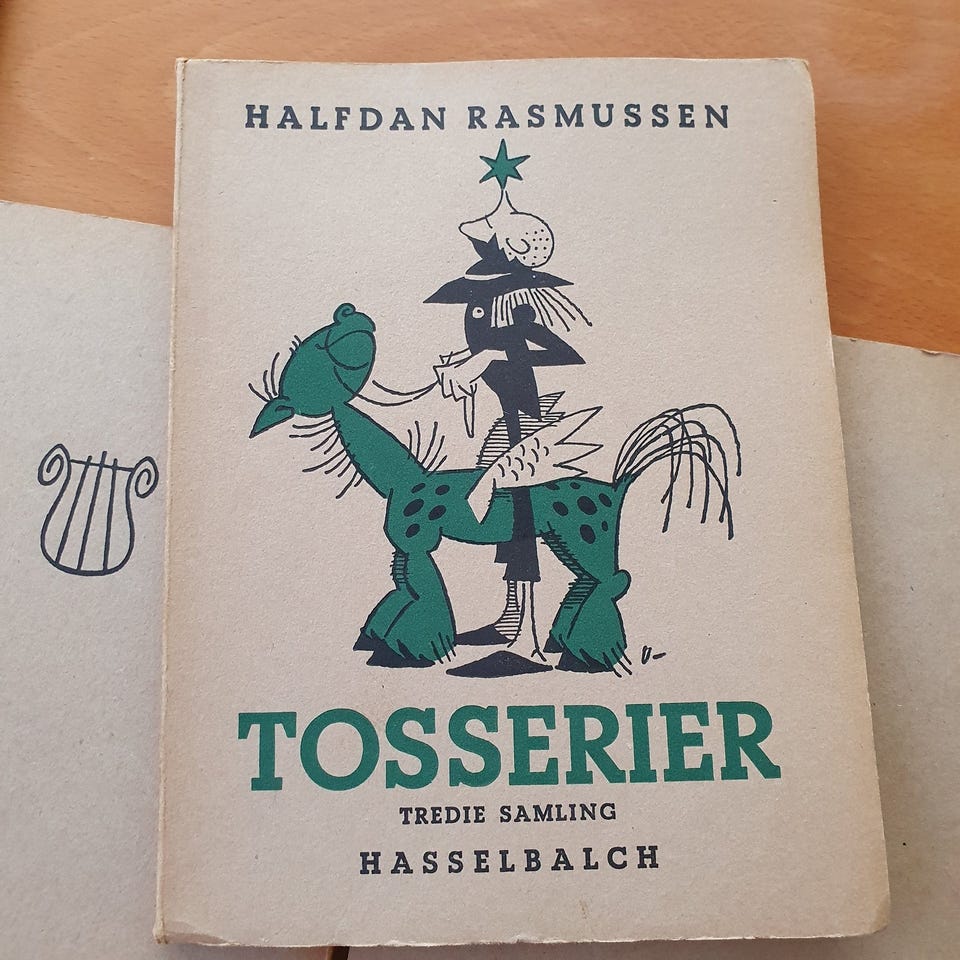 HALFDAN RASMUSSEN
TOSSERIER
TREDIE SAMLING
HASSELBALCH